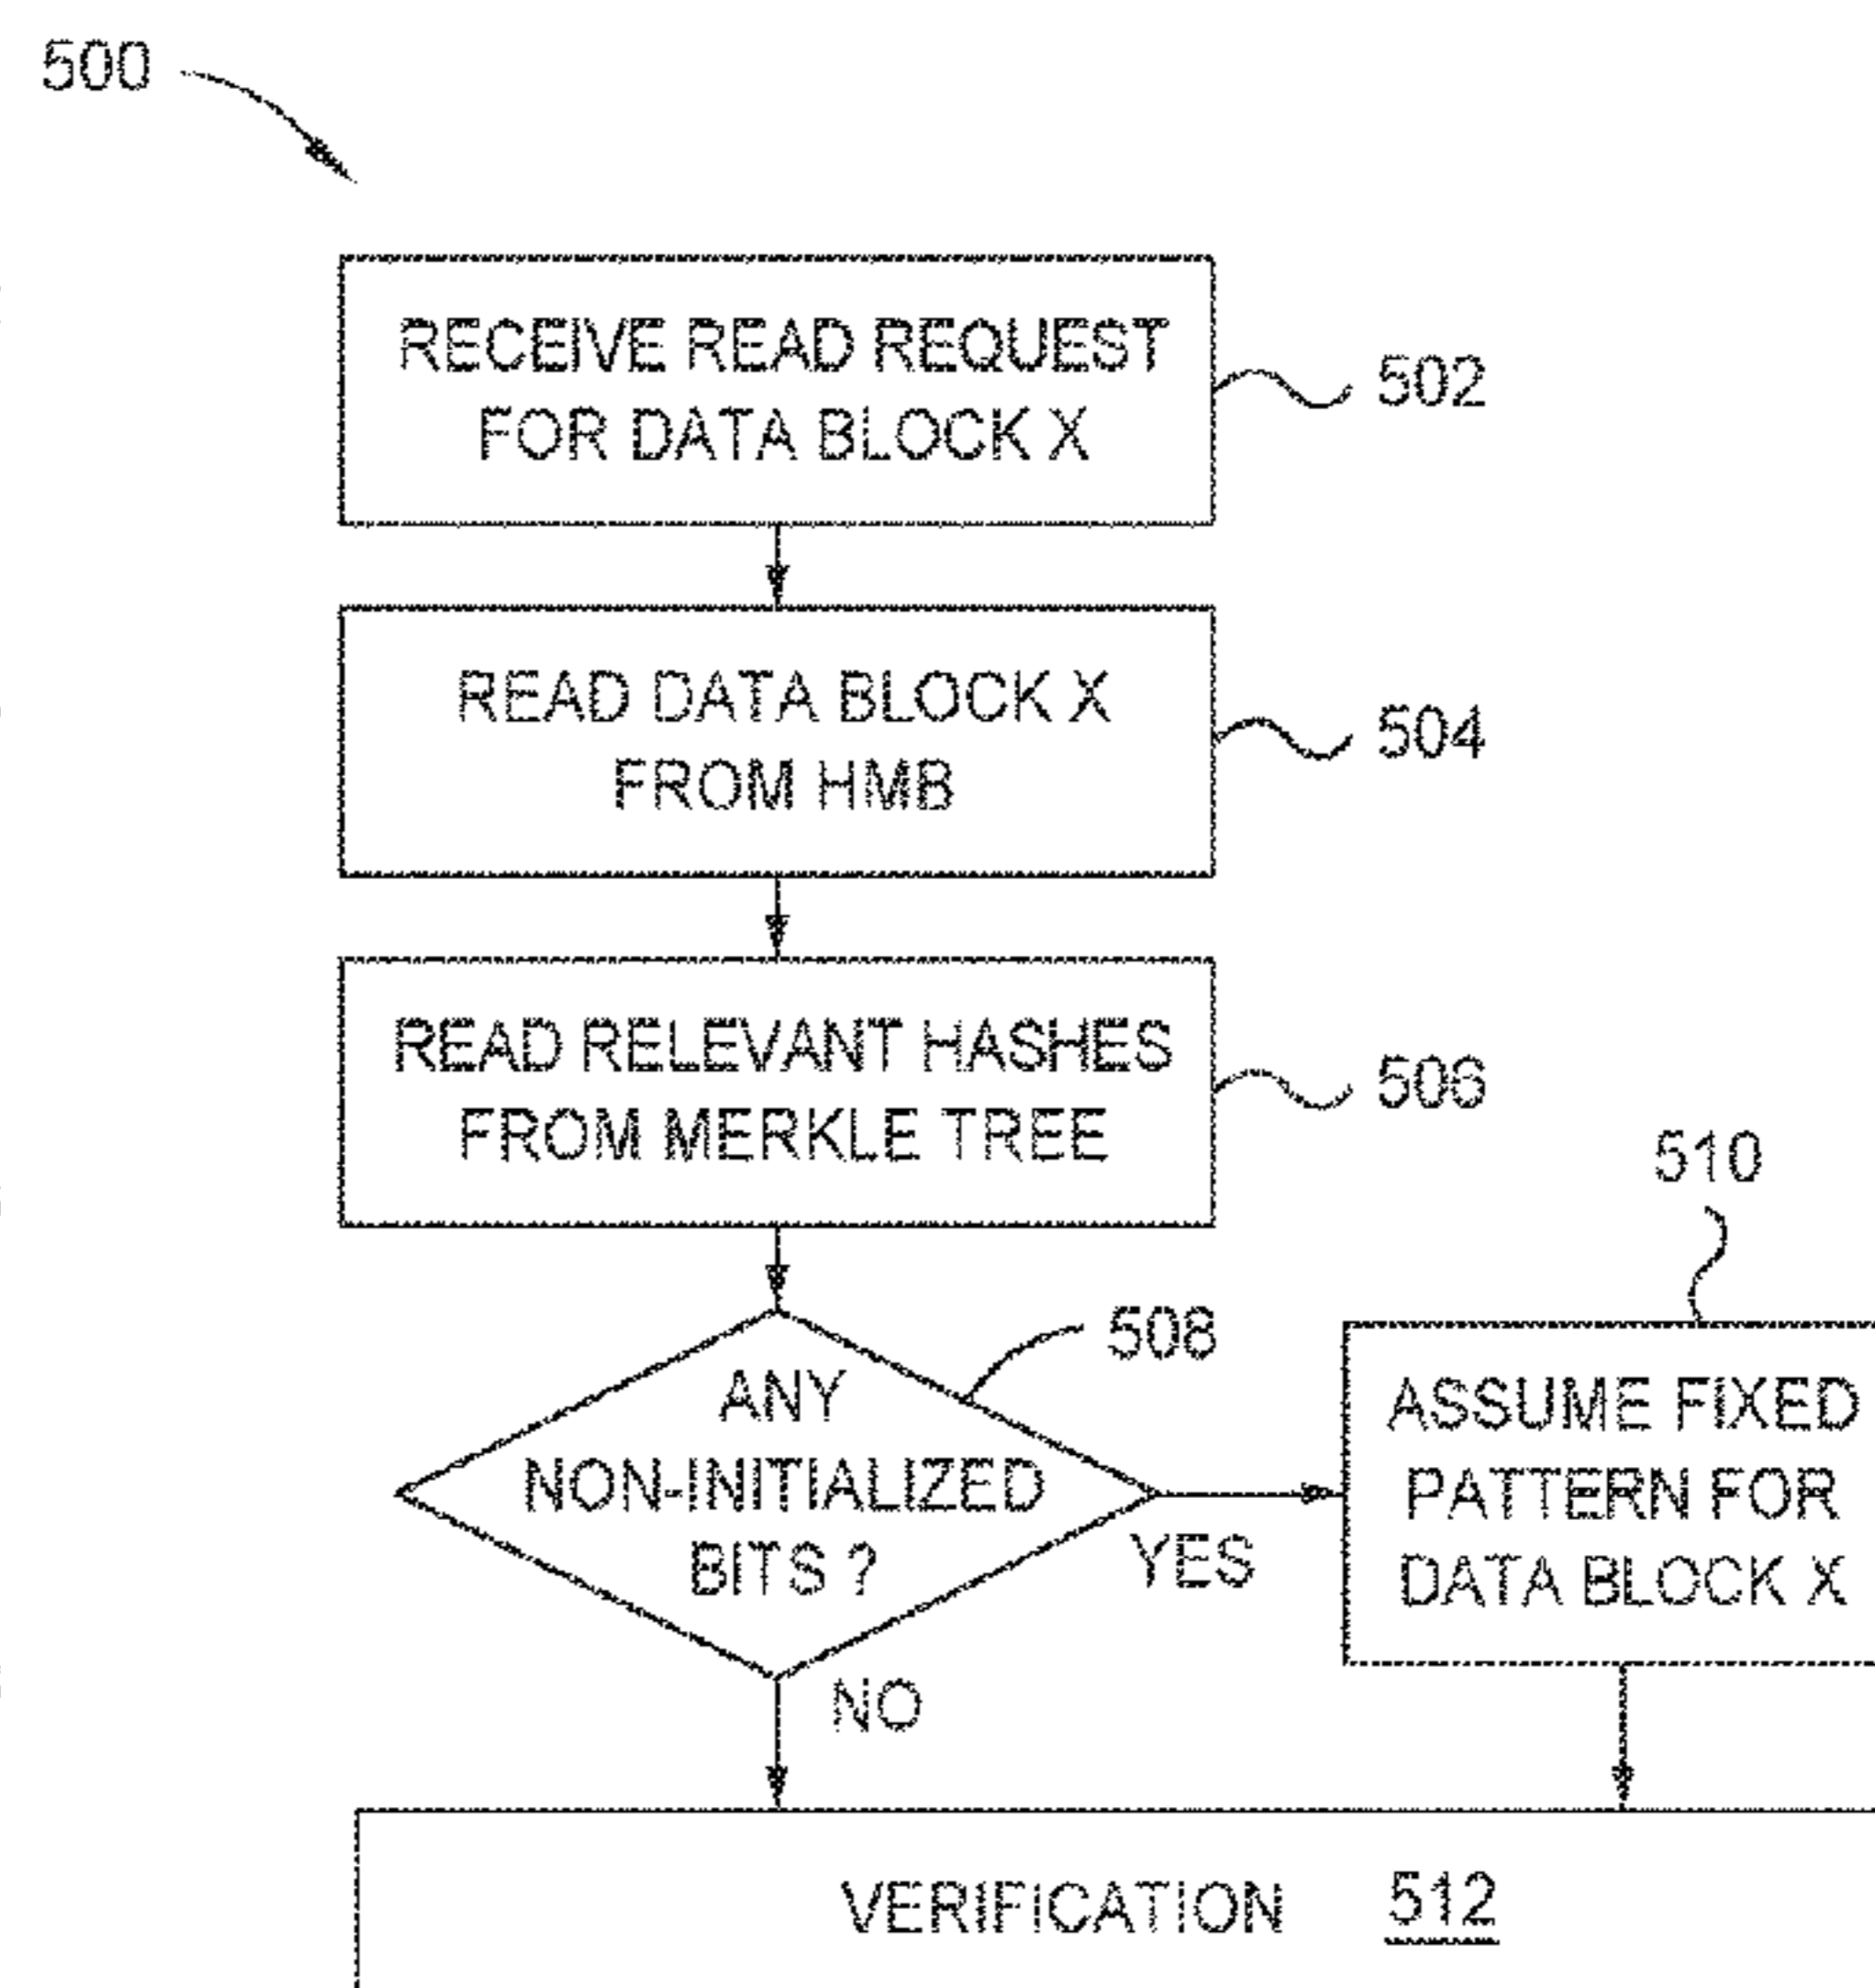 500
RECEIVE READ REQUEST
FOR DATA BLOCK X
502
READ DATA BLOCK X
FROM HMB
504
READ RELEVANT HASHES
FROM MERKLE TREE
506
510
508
ANY
NON-INITIALIZED
BITS ?
YES
NO
ASSUME FIXED
PATTERN FOR
DATA BLOCK X
VERIFICATION 512